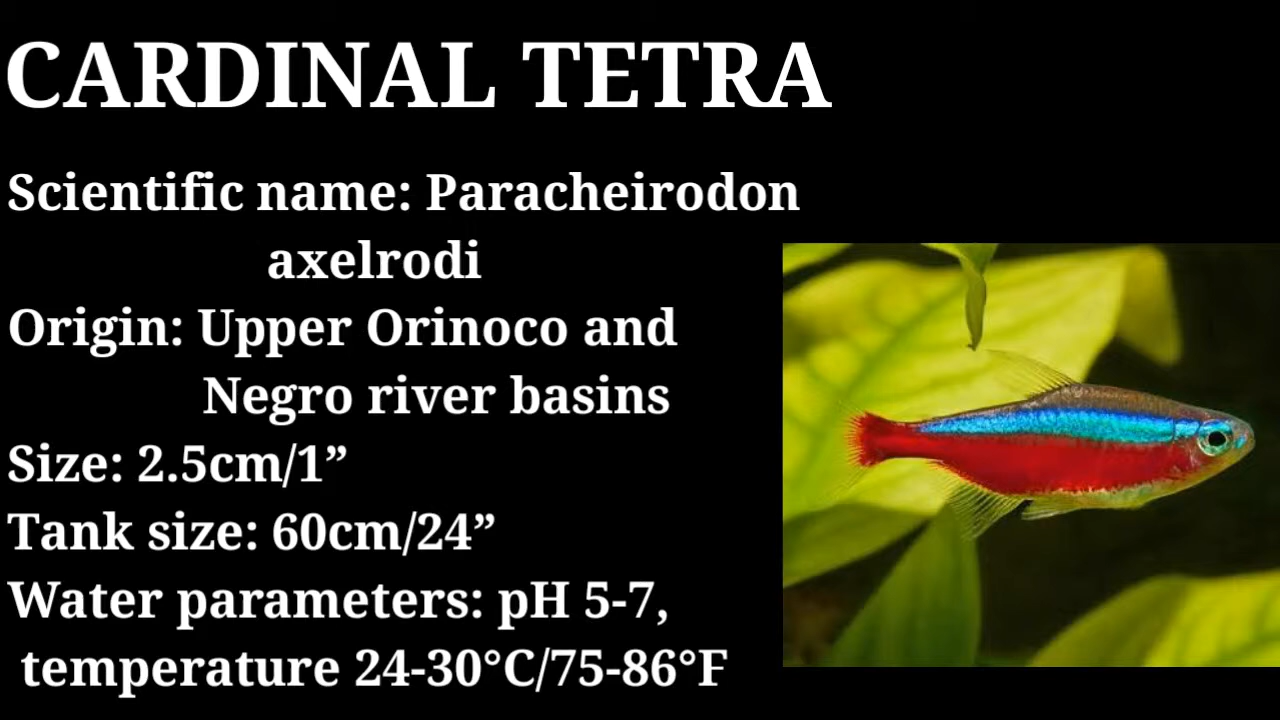 CARDINAL TETRA
Scientific name: Paracheirodon
axelrodi
Origin: Upper Orinoco and
Negro river basins
Size: 2.5cm/1”
Tank size: 60cm/24”
Water parameters: pH 5-7,
temperature 24-30°C/75-86°F